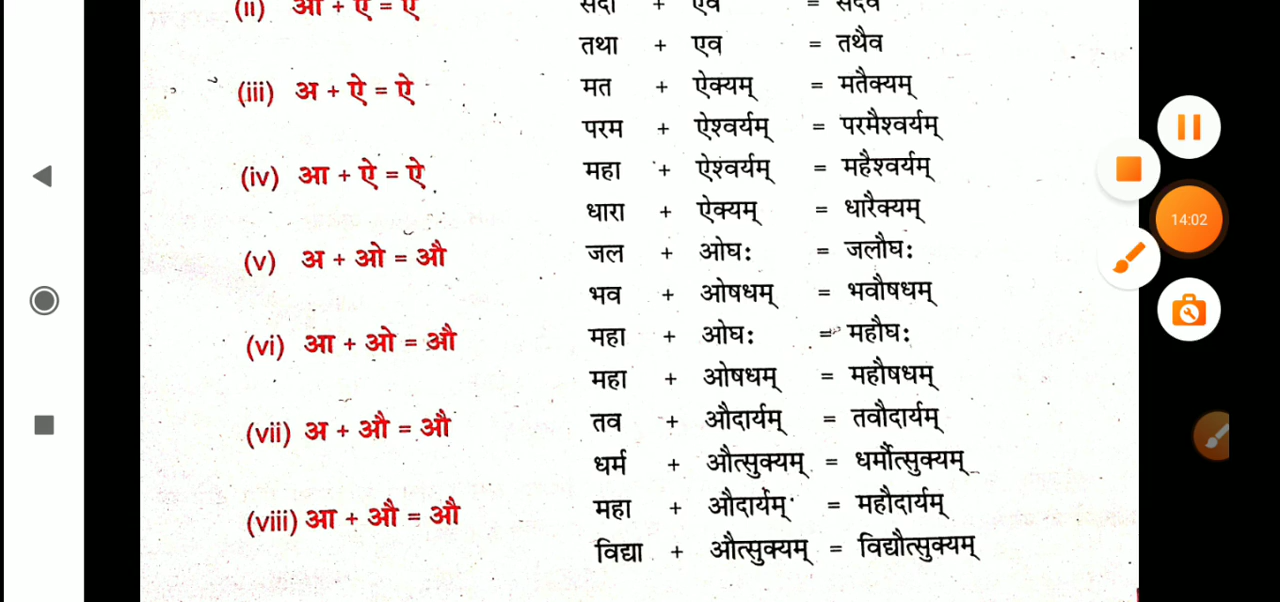 (ii) आ + ए = ऐ सदा + एव = सदैव
तथा + एव = तथैव
(iii) अ + ऐ = ऐ मत + ऐक्यम् = मतैक्यम्
परम + ऐश्वर्यम् = परमैश्वर्यम्
(iv) आ + ऐ = ऐ महा + ऐश्वर्यम् = महैश्वर्यम्
धारा + ऐक्यम् = धारैक्यम्
(v) अ + ओ = औ जल + ओघः = जलौघः
भव + ओषधम् = भवौषधम्
(vi) आ + ओ = औ महा + ओघः = महौघः
महा + ओषधम् = महौषधम्
(vii) अ + औ = औ तव + औदार्यम् = तवौदार्यम्
धर्म + औत्सुक्यम् = धर्मौत्सुक्यम्
(viii) आ + औ = औ महा + औदार्यम् = महौदार्यम्
विद्या + औत्सुक्यम् = विद्यौत्सुक्यम्
14:02